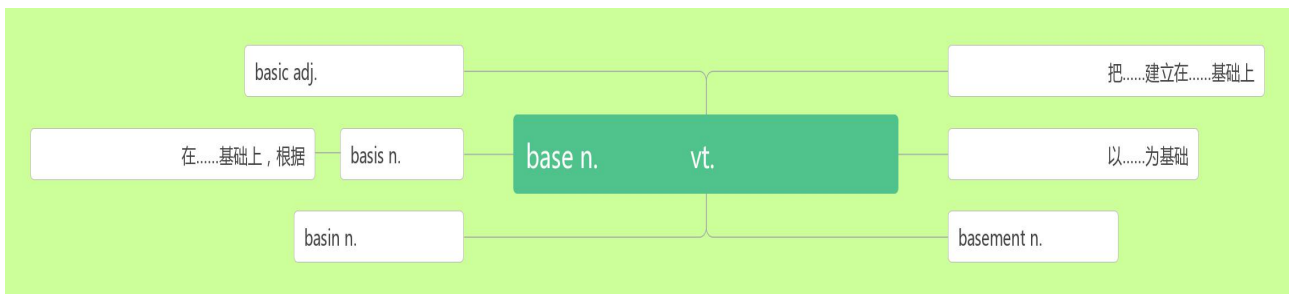 basic adj.
把……建立在……基础上
在……基础上，根据
basis n.
base n. vt.
以……为基础
basin n.
basement n.